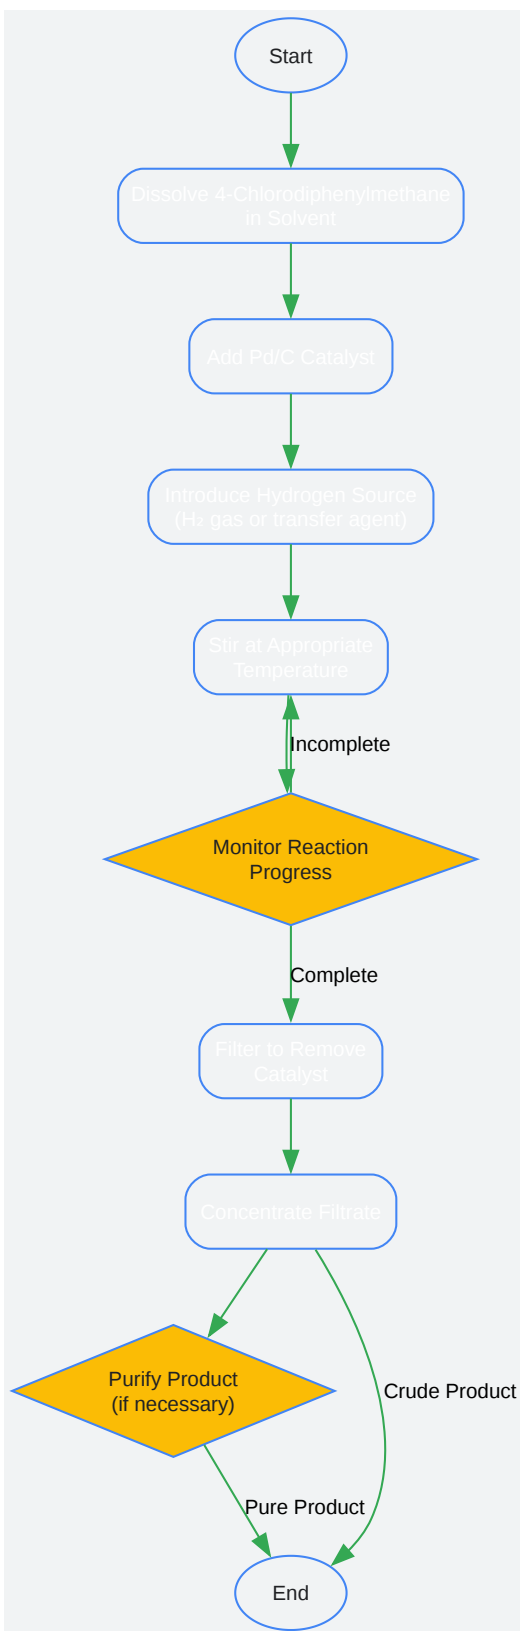 Start
Dissolve 4-Chlorodiphenylmethane
in Solvent
Add Pd/C Catalyst
Introduce Hydrogen Source
(H₂ gas or transfer agent)
Stir at Appropriate
Temperature
Incomplete
Monitor Reaction
Progress
Complete
Filter to Remove
Catalyst
Concentrate Filtrate
Purify Product
(if necessary)
Crude Product
Pure Product
End